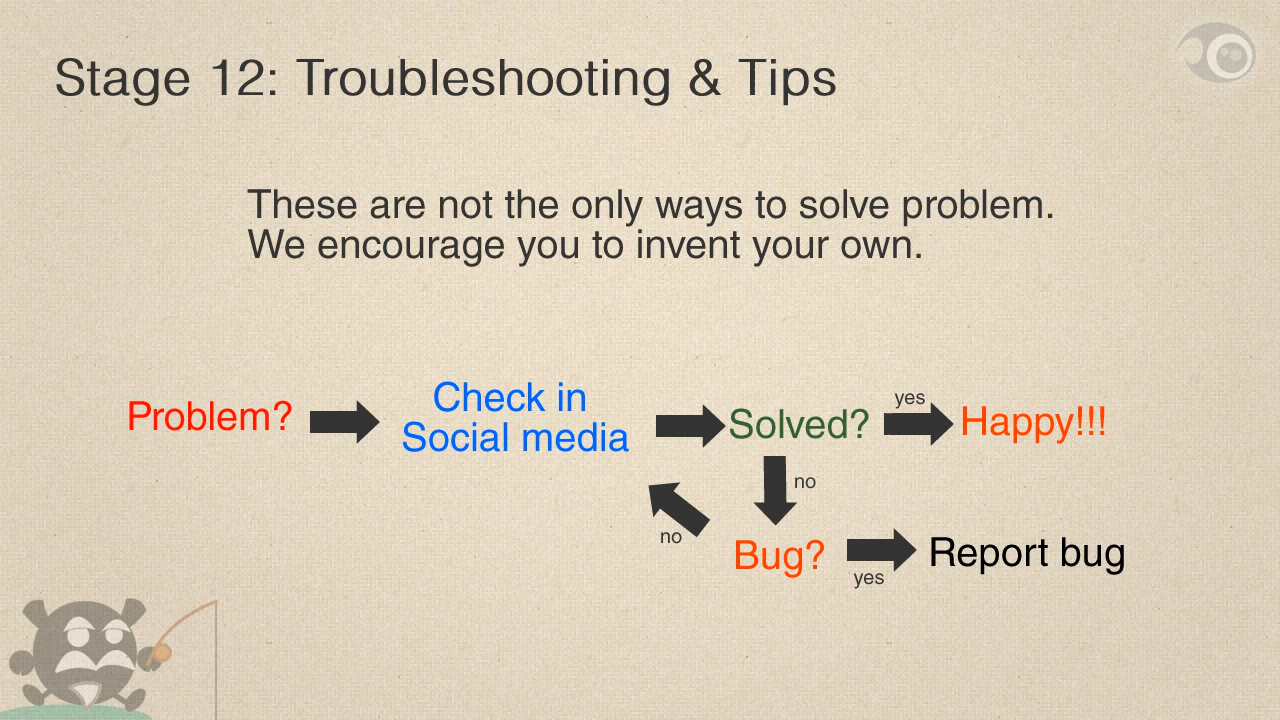 Stage 12: Troubleshooting & Tips
These are not the only ways to solve problem.
We encourage you to invent your own.
Problem?
Check in
Social media
Solved?
yes
Happy!!!
no
no
Bug?
yes
Report bug